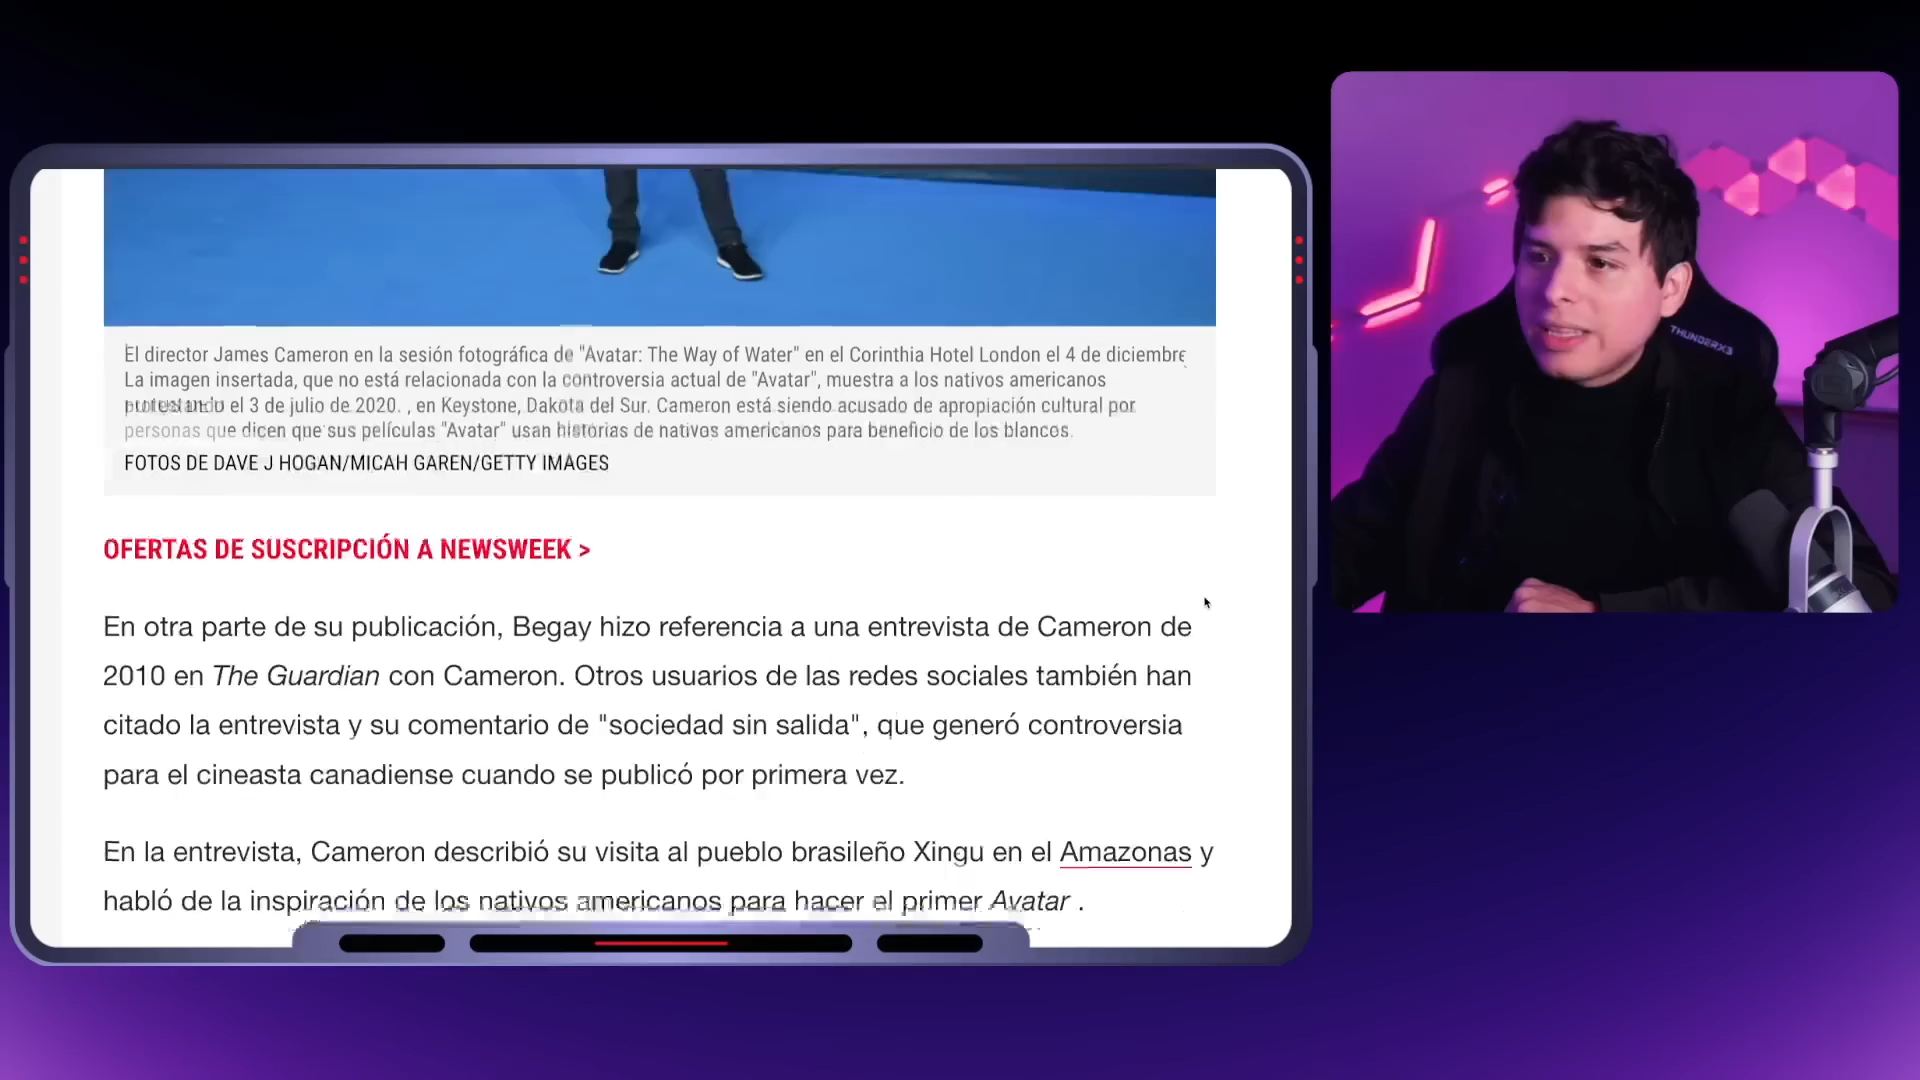 El director James Cameron en la sesión fotográfica de "Avatar: The Way of Water" en el Corinthia Hotel London el 4 de diciembre
La imagen insertada, que no está relacionada con la controversia actual de "Avatar", muestra a los nativos americanos
protestando el 3 de julio de 2020. , en Keystone, Dakota del Sur. Cameron está siendo acusado de apropiación cultural por
personas que dicen que sus películas "Avatar" usan historias de nativos americanos para beneficio de los blancos.
FOTOS DE DAVE J HOGAN/MICAH GAREN/GETTY IMAGES
OFERTAS DE SUSCRIPCIÓN A NEWSWEEK >
En otra parte de su publicación, Begay hizo referencia a una entrevista de Cameron de
2010 en The Guardian con Cameron. Otros usuarios de las redes sociales también han
citado la entrevista y su comentario de "sociedad sin salida", que generó controversia
para el cineasta canadiense cuando se publicó por primera vez.
En la entrevista, Cameron describió su visita al pueblo brasileño Xingu en el Amazonas y
habló de la inspiración de los nativos americanos para hacer el primer Avatar .
THUNDERX3